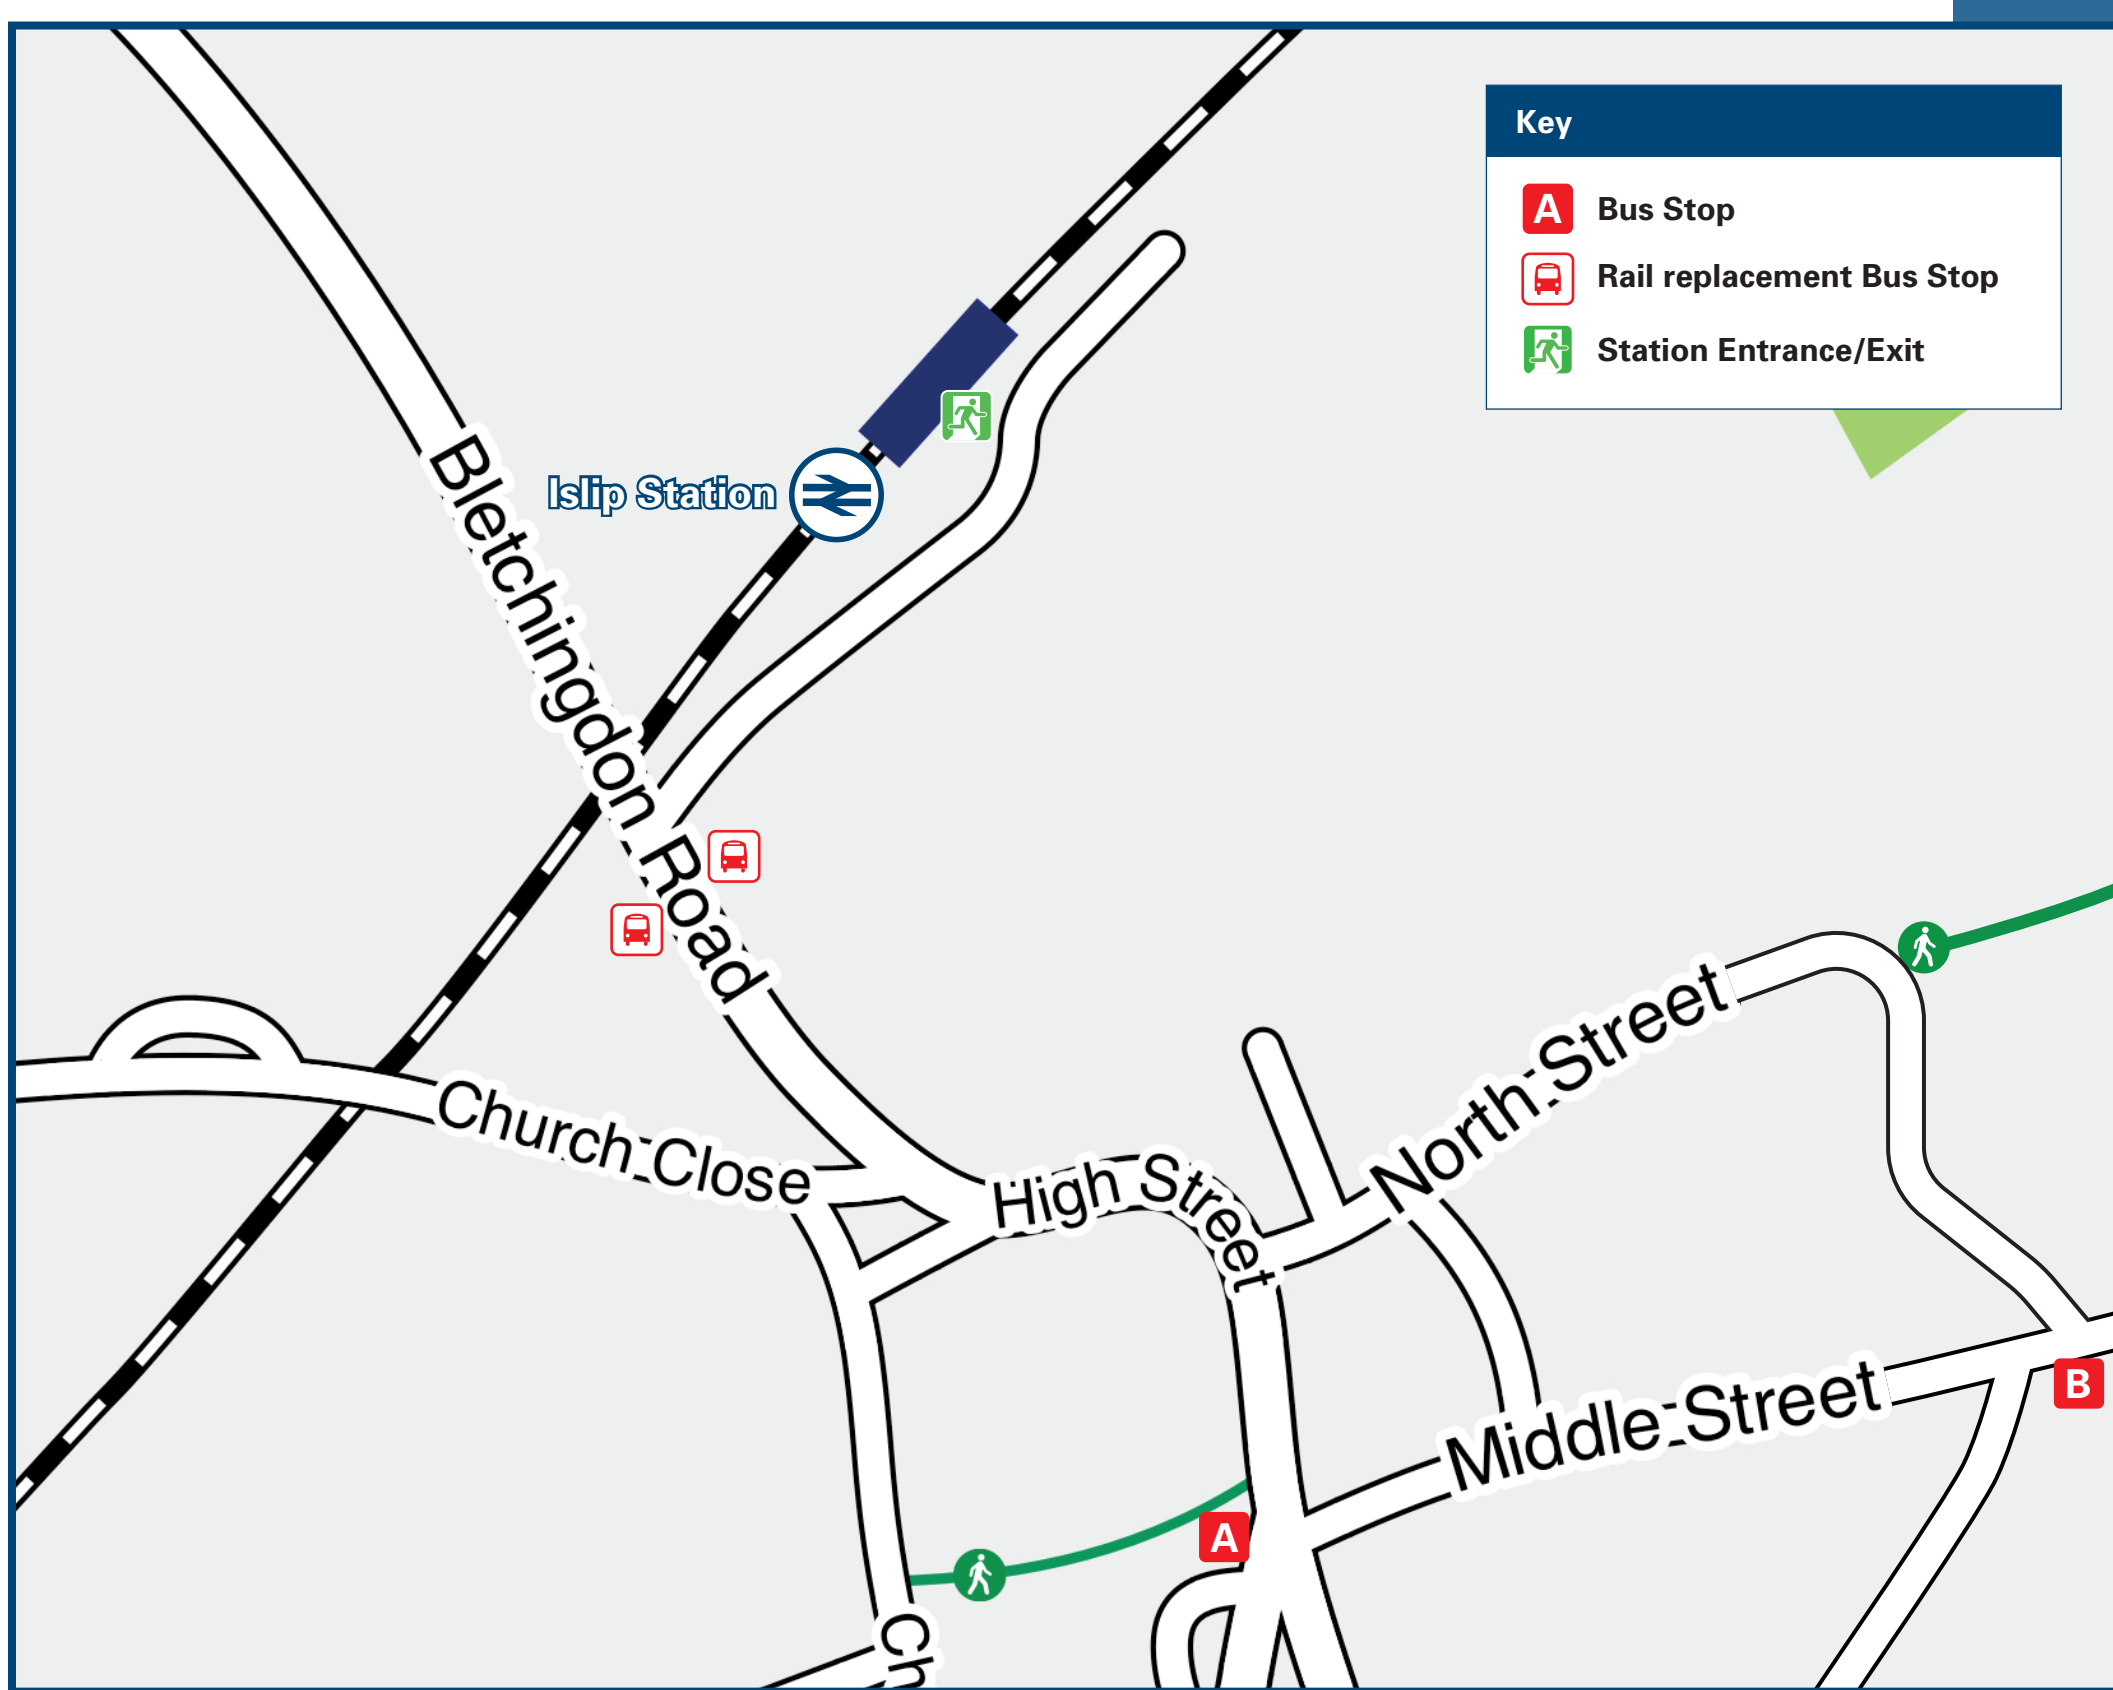 Key
A Bus Stop
Rail replacement Bus Stop
Station Entrance/Exit
Islip Station
Bletchingdon Road
North Street
Church Close
High Street
Middle Street
B
A
Ch